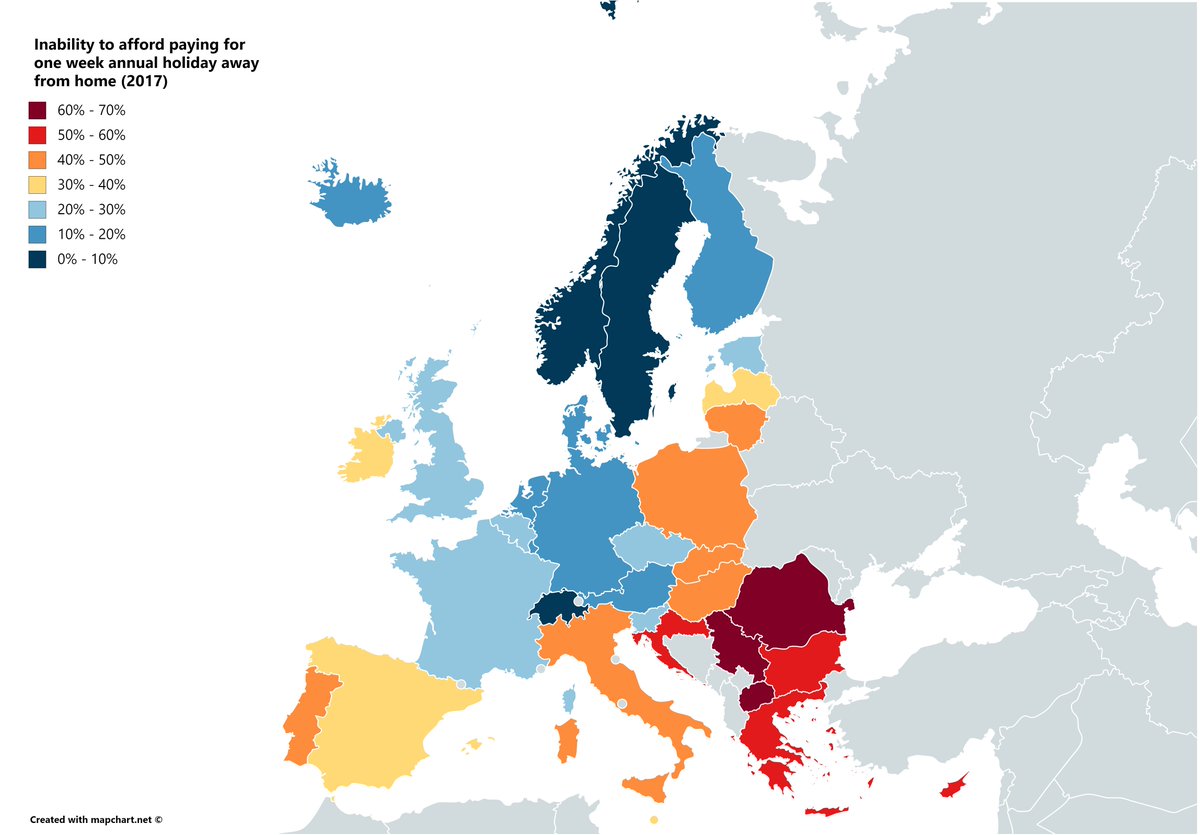 Inability to afford paying for
one week annual holiday away
from home (2017)
60% - 70%
50% - 60%
40% - 50%
30% - 40%
20% - 30%
10% - 20%
0% - 10%
Created with mapchart.net ©